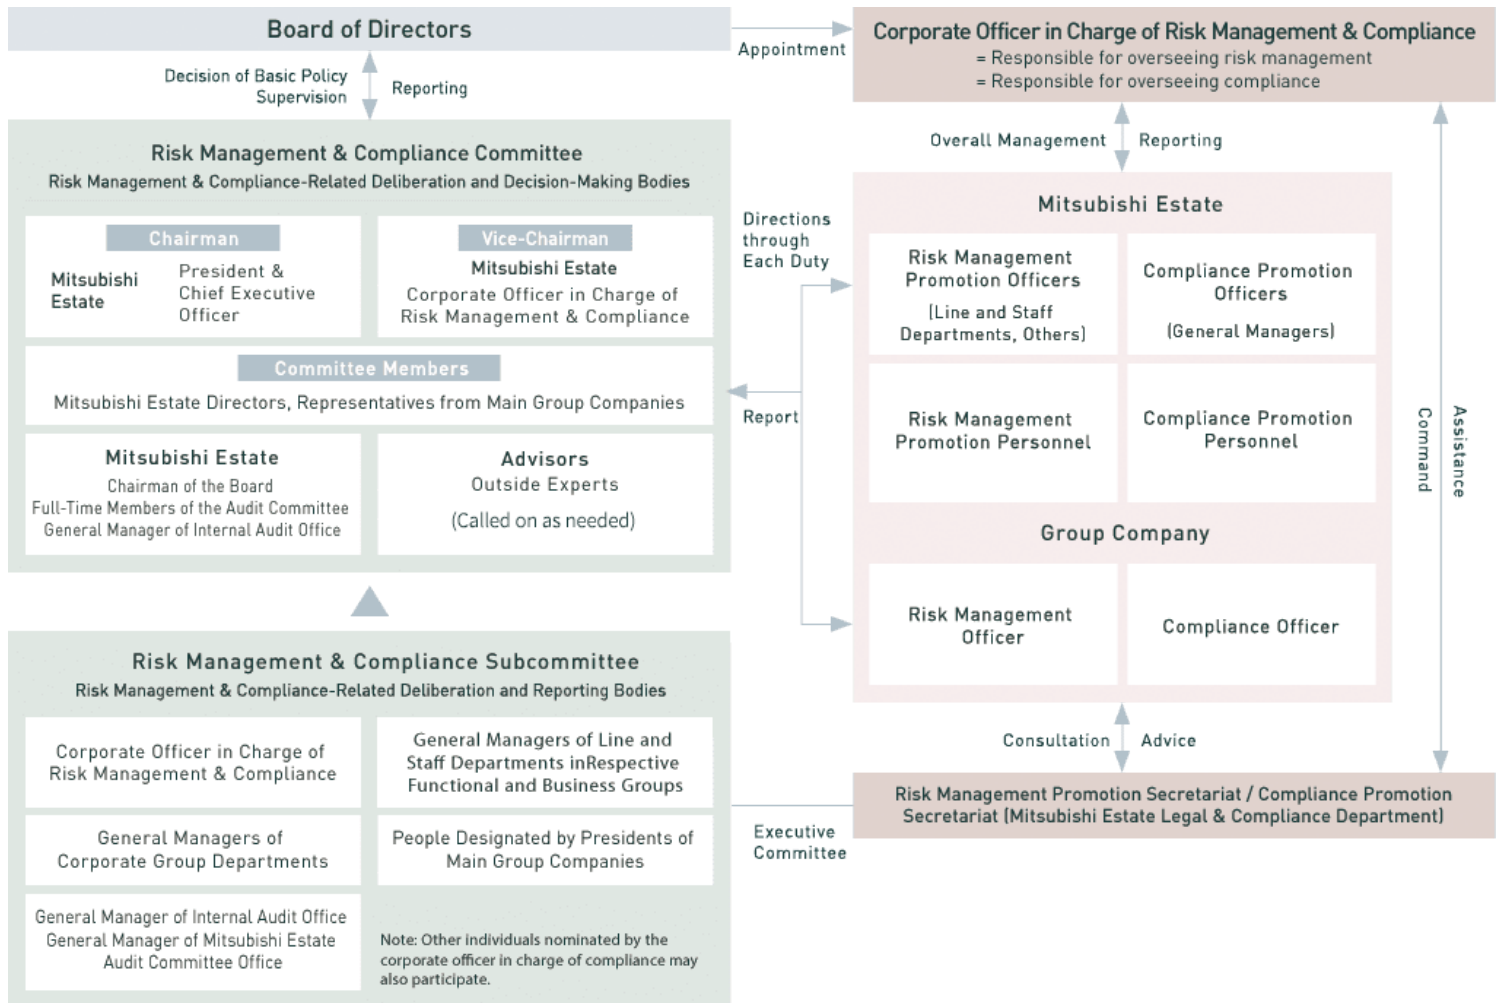 Board of Directors
Appointment
Corporate Officer in Charge of Risk Management & Compliance
= Responsible for overseeing risk management
= Responsible for overseeing compliance
Decision of Basic Policy
Supervision
Reporting
Overall Management
Reporting
Risk Management & Compliance Committee
Risk Management & Compliance-Related Deliberation and Decision-Making Bodies
Chairman
Mitsubishi
Estate
President &
Chief Executive
Officer
Vice-Chairman
Mitsubishi Estate
Corporate Officer in Charge of
Risk Management & Compliance
Committee Members
Mitsubishi Estate Directors, Representatives from Main Group Companies
Mitsubishi Estate
Chairman of the Board
Full-Time Members of the Audit Committee
General Manager of Internal Audit Office
Advisors
Outside Experts
(Called on as needed)
Directions
through
Each Duty
Report
Mitsubishi Estate
Risk Management
Promotion Officers
(Line and Staff
Departments, Others)
Compliance Promotion
Officers
(General Managers)
Risk Management
Promotion Personnel
Compliance Promotion
Personnel
Group Company
Risk Management
Officer
Compliance Officer
Command
Assistance
Consultation
Advice
Risk Management & Compliance Subcommittee
Risk Management & Compliance-Related Deliberation and Reporting Bodies
Corporate Officer in Charge of
Risk Management & Compliance
General Managers of Line and
Staff Departments inRespective
Functional and Business Groups
General Managers of
Corporate Group Departments
People Designated by Presidents of
Main Group Companies
General Manager of Internal Audit Office
General Manager of Mitsubishi Estate
Audit Committee Office
Note: Other individuals nominated by the
corporate officer in charge of compliance may
also participate.
Executive
Committee
Risk Management Promotion Secretariat / Compliance Promotion
Secretariat (Mitsubishi Estate Legal & Compliance Department)